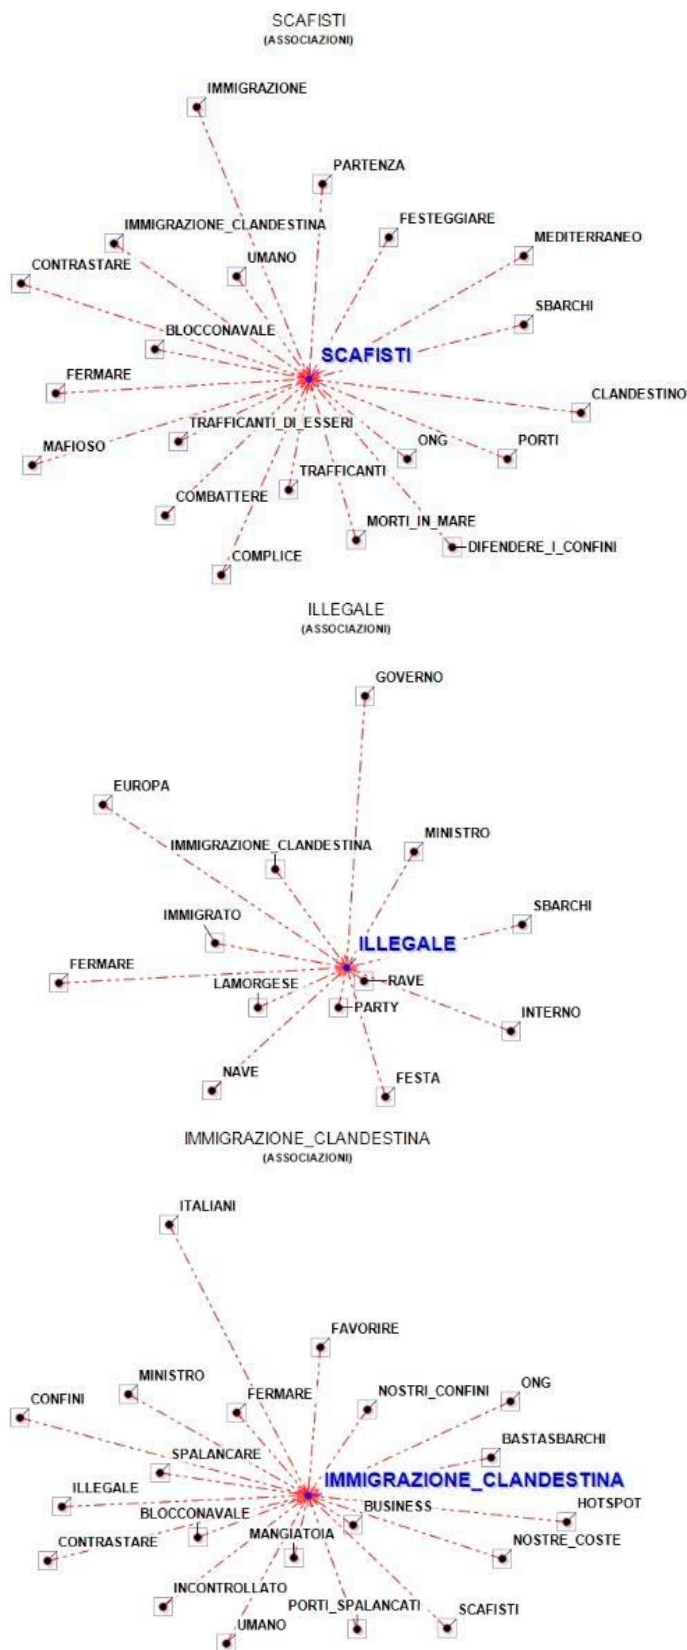 SCAFISTI
(ASSOCIAZIONI)
IMMIGRAZIONE
PARTENZA
FESTEGGIARE
IMMIGRAZIONE_CLANDESTINA
MEDITERRANEO
UMANO
CONTRASTARE
SBARCHI
BLOCCONAVALE
SCAFISTI
FERMARE
CLANDESTINO
TRAFFICANTI_DI_ESSERI
MAFIOSO
ONG
PORTI
TRAFFICANTI
COMBATTERE
MORTI_IN_MARE
DIFENDERE_I_CONFINI
COMPLICE
ILLEGALE
(ASSOCIAZIONI)
GOVERNO
EUROPA
MINISTRO
IMMIGRAZIONE_CLANDESTINA
SBARCHI
IMMIGRATO
ILLEGALE
FERMARE
LAMORGESE
RAVE
PARTY
INTERNO
NAVE
FESTA
IMMIGRAZIONE_CLANDESTINA
(ASSOCIAZIONI)
ITALIANI
FAVORIRE
MINISTRO
ONG
FERMARE
NOSTRI_CONFINI
CONFINI
BASTASBARCHI
SPALANCARE
IMMIGRAZIONE_CLANDESTINA
ILLEGALE
BLOCCONAVALE
BUSINESS
HOTSPOT
MANGIATOIA
CONTRASTARE
NOSTRE_COSTE
INCONTROLLATO
PORTI_SPALANCATI
SCAFISTI
UMANO